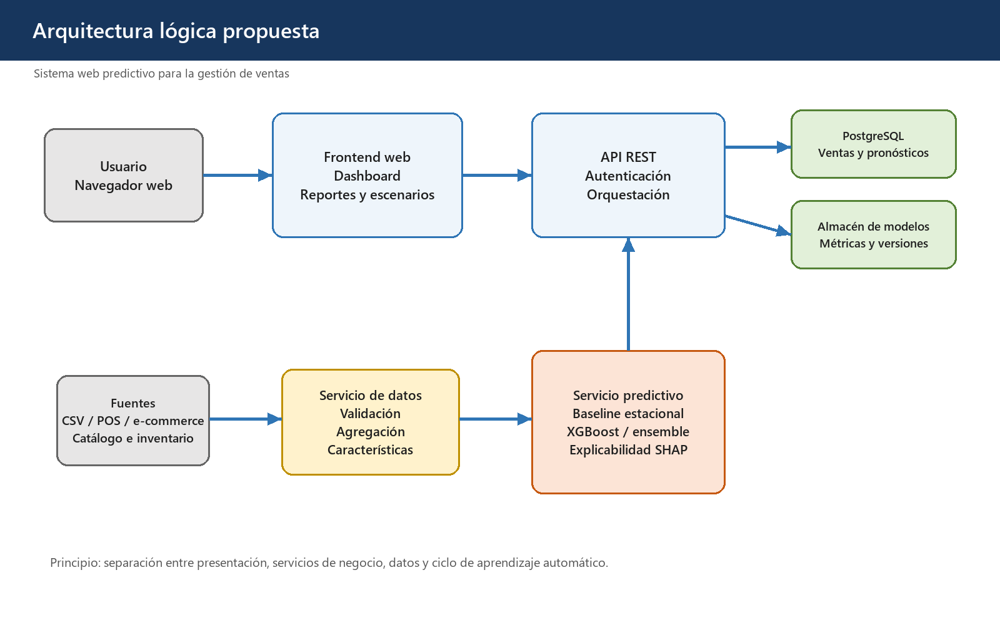 Arquitectura lógica propuesta
Sistema web predictivo para la gestión de ventas
Usuario
Navegador web
Frontend web
Dashboard
Reportes y escenarios
API REST
Autenticación
Orquestación
PostgreSQL
Ventas y pronósticos
Almacén de modelos
Métricas y versiones
Fuentes
CSV / POS / e-commerce
Catálogo e inventario
Servicio de datos
Validación
Agregación
Características
Servicio predictivo
Baseline estacional
XGBoost / ensemble
Explicabilidad SHAP
Principio: separación entre presentación, servicios de negocio, datos y ciclo de aprendizaje automático.